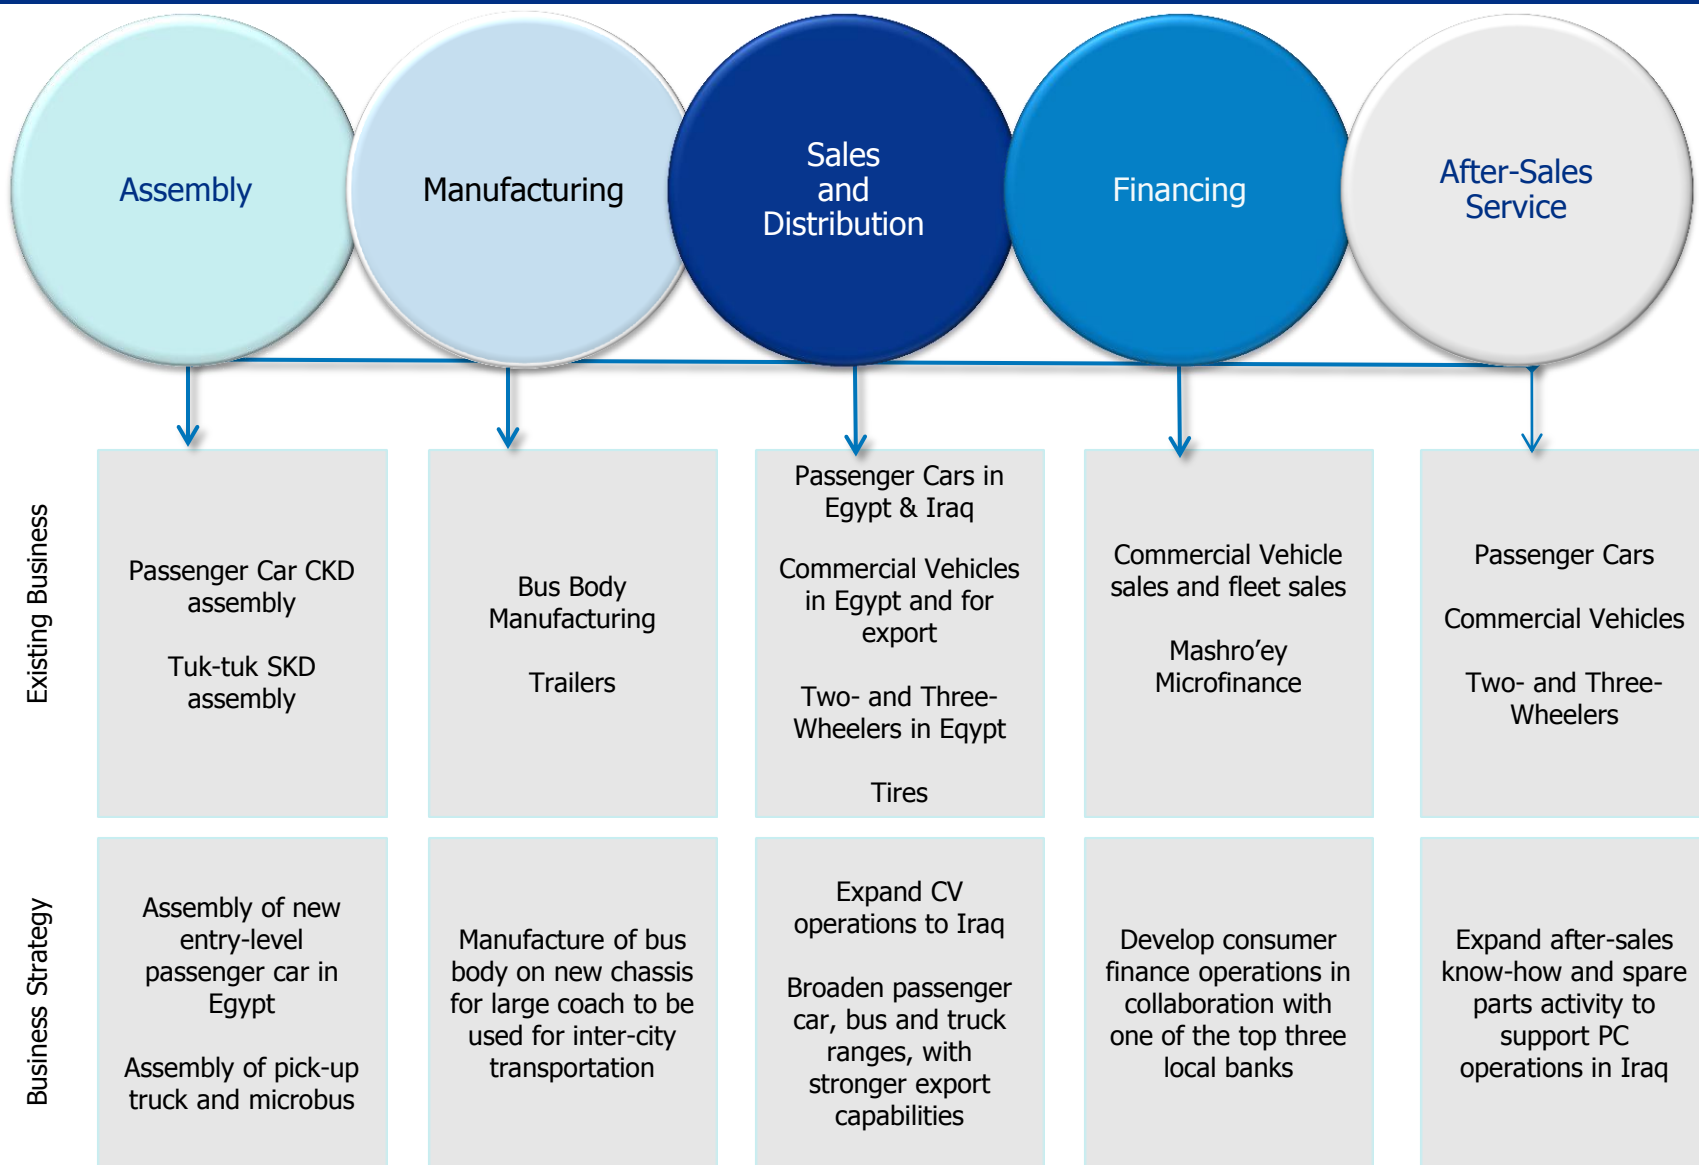 Assembly
Manufacturing
Sales
and
Distribution
Financing
After-Sales
Service
Existing Business
Passenger Car CKD
assembly
Tuk-tuk SKD
assembly
Bus Body
Manufacturing
Trailers
Passenger Cars in
Egypt & Iraq
Commercial Vehicles
in Egypt and for
export
Two- and Three-
Wheelers in Egypt
Tires
Commercial Vehicle
sales and fleet sales
Mashro’ey
Microfinance
Passenger Cars
Commercial Vehicles
Two- and Three-
Wheelers
Business Strategy
Assembly of new
entry-level
passenger car in
Egypt
Assembly of pick-up
truck and microbus
Manufacture of bus
body on new chassis
for large coach to be
used for inter-city
transportation
Expand CV
operations to Iraq
Broaden passenger
car, bus and truck
ranges, with
stronger export
capabilities
Develop consumer
finance operations in
collaboration with
one of the top three
local banks
Expand after-sales
know-how and spare
parts activity to
support PC
operations in Iraq